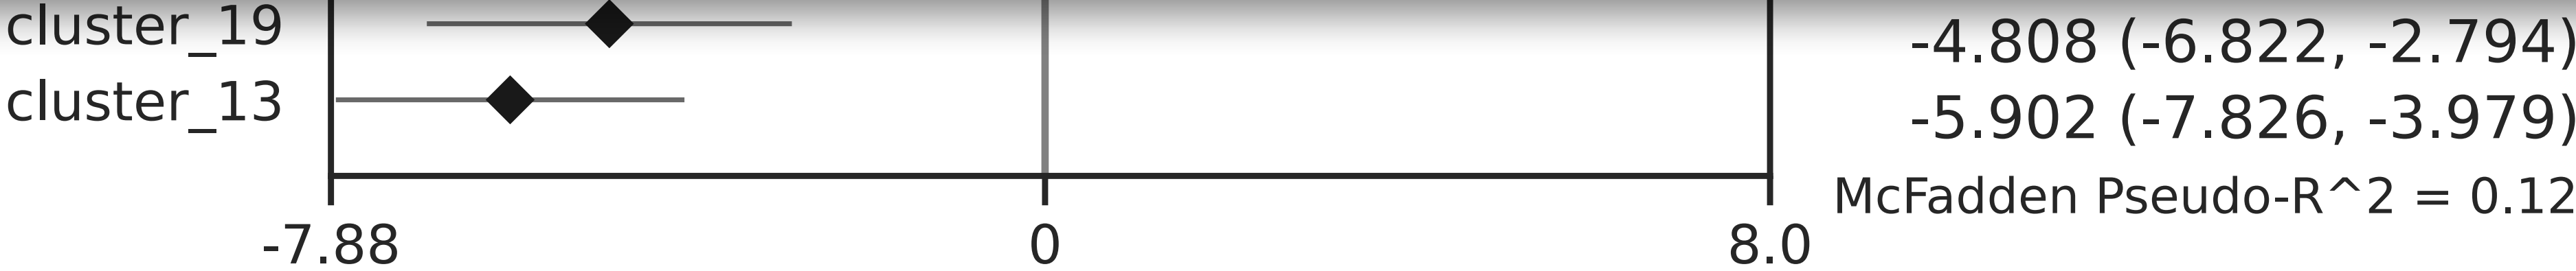 cluster_19 -4.808 (-6.822, -2.794)
cluster_13 -5.902 (-7.826, -3.979)
McFadden Pseudo-R^2 = 0.12
-7.88 0 8.0